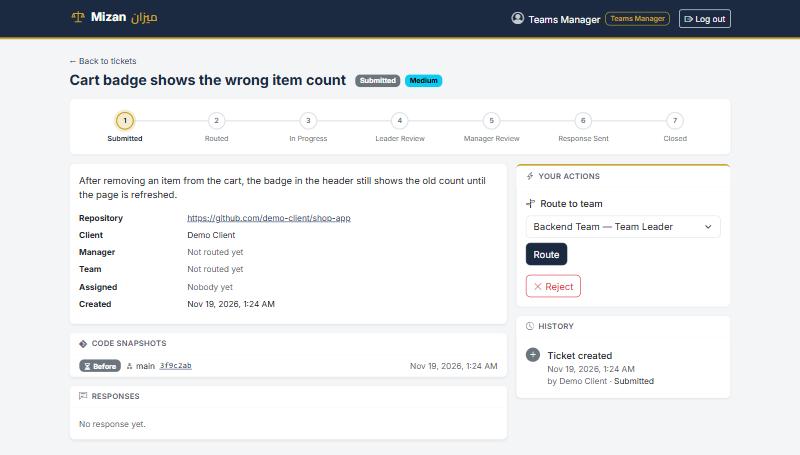 Mizan ميزان
Teams Manager Teams Manager Log out
← Back to tickets
Cart badge shows the wrong item count Submitted Medium
1 2 3 4 5 6 7
Submitted Routed In Progress Leader Review Manager Review Response Sent Closed
After removing an item from the cart, the badge in the header still shows the old count until
the page is refreshed.
Repository https://github.com/demo-client/shop-app
Client Demo Client
Manager Not routed yet
Team Not routed yet
Assigned Nobody yet
Created Nov 19, 2026, 1:24 AM
CODE SNAPSHOTS
Before main 3f9c2ab Nov 19, 2026, 1:24 AM
RESPONSES
No response yet.
YOUR ACTIONS
Route to team
Backend Team — Team Leader
Route
Reject
HISTORY
Ticket created
Nov 19, 2026, 1:24 AM
by Demo Client · Submitted